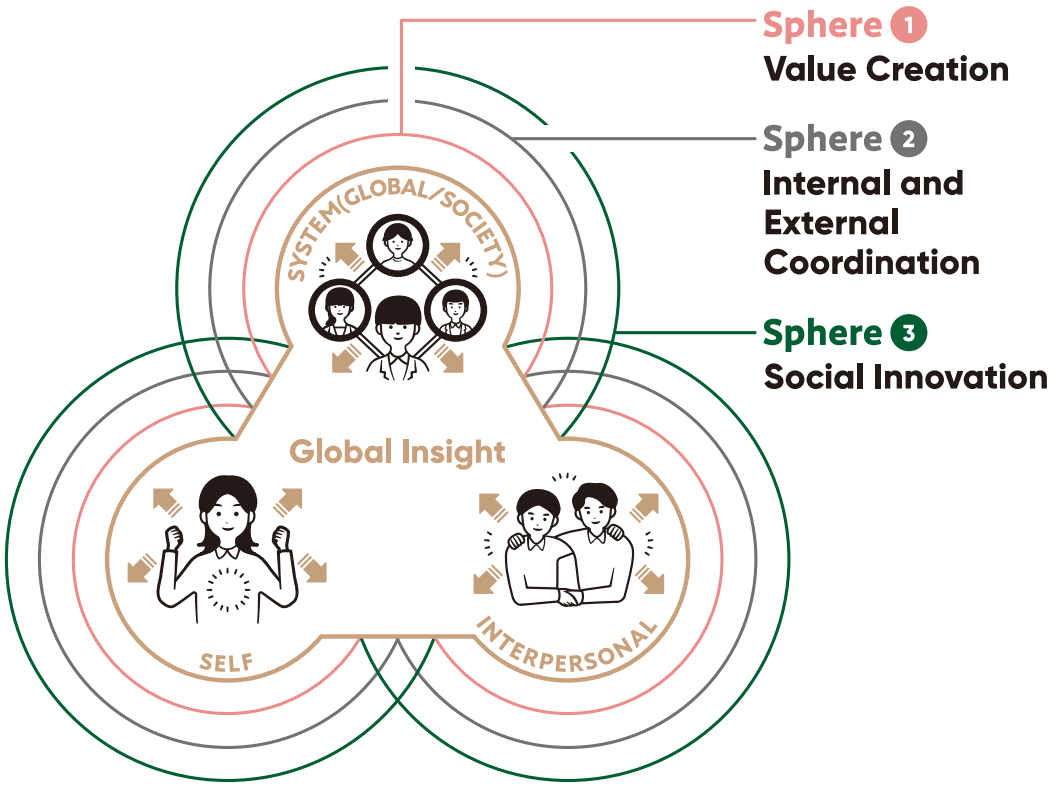 Sphere 1
Value Creation
Sphere 2
Internal and
External
Coordination
Sphere 3
Social Innovation
SYSTEM(GLOBAL/SOCIETY)
Global Insight
SELF
INTERPERSONAL